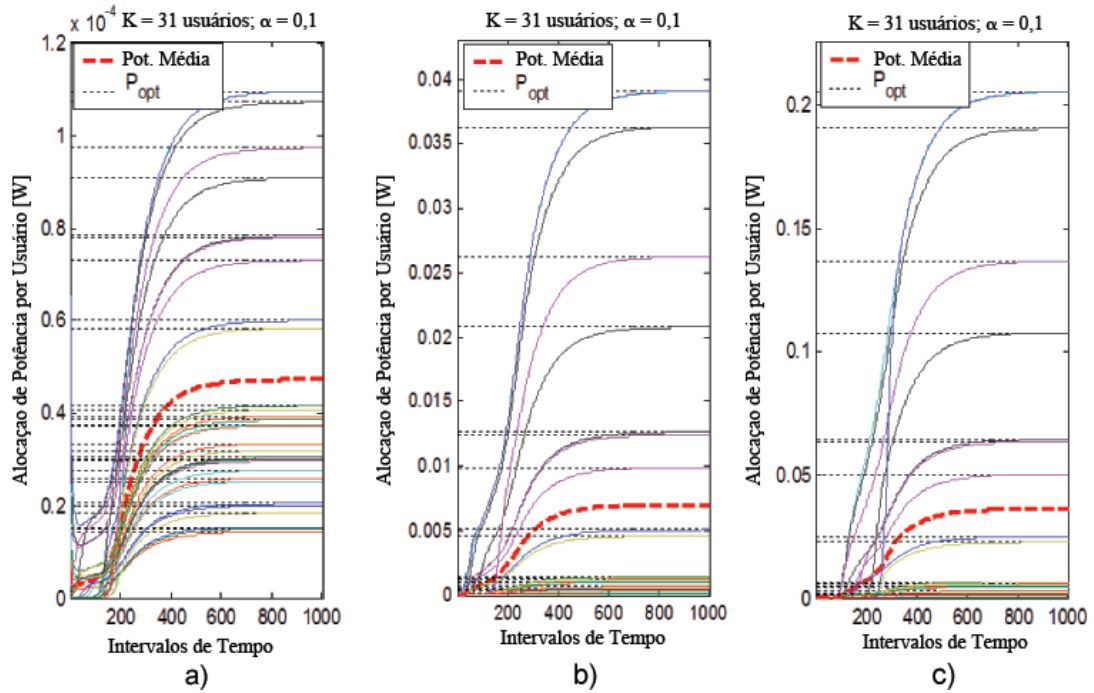 x 10⁻⁴
K = 31 usuários; α = 0,1
Pot. Média
P_opt
Alocaçao de Potência por Usuário [W]
1.2
1
0.8
0.6
0.4
0.2
0
200
400
600
800
1000
Intervalos de Tempo
a)
K = 31 usuários; α = 0,1
Pot. Média
P_opt
Alocaçao de Potência por Usuário [W]
0.04
0.035
0.03
0.025
0.02
0.015
0.01
0.005
0
200
400
600
800
1000
Intervalos de Tempo
b)
K = 31 usuários; α = 0,1
Pot. Média
P_opt
Alocaçao de Potência por Usuário [W]
0.2
0.15
0.1
0.05
0
200
400
600
800
1000
Intervalos de Tempo
c)